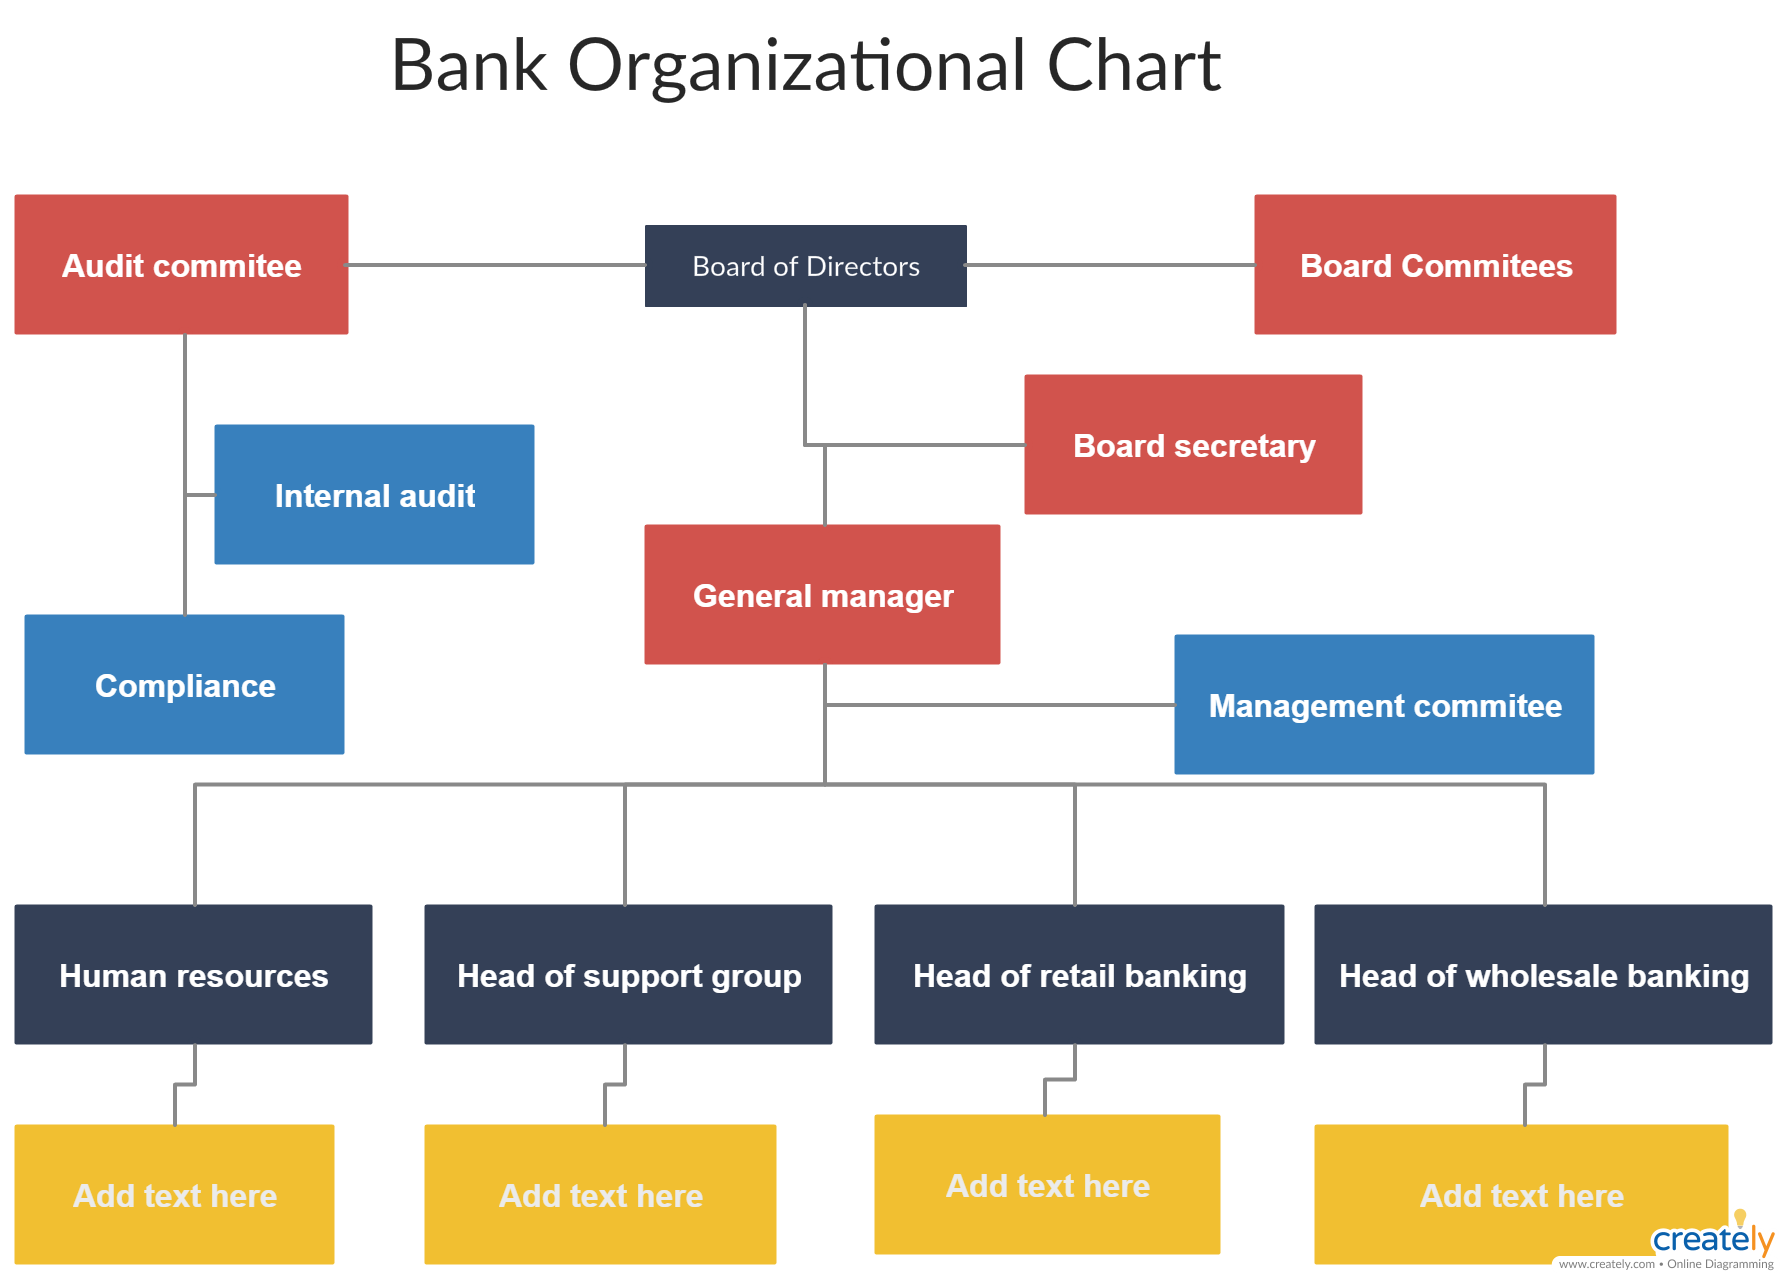 Bank Organizational Chart
Audit commitee
Board of Directors
Board Commitees
Board secretary
Internal audit
General manager
Compliance
Management commitee
Human resources
Head of support group
Head of retail banking
Head of wholesale banking
Add text here
Add text here
Add text here
Add text here
creately
www.creately.com • Online Diagramming